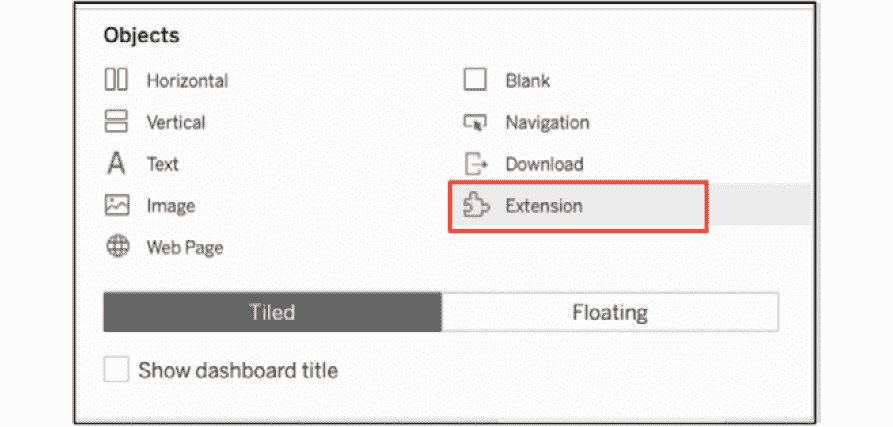 Objects
Horizontal
Blank
Vertical
Navigation
Text
Download
Image
Extension
Web Page
Tiled
Floating
Show dashboard title